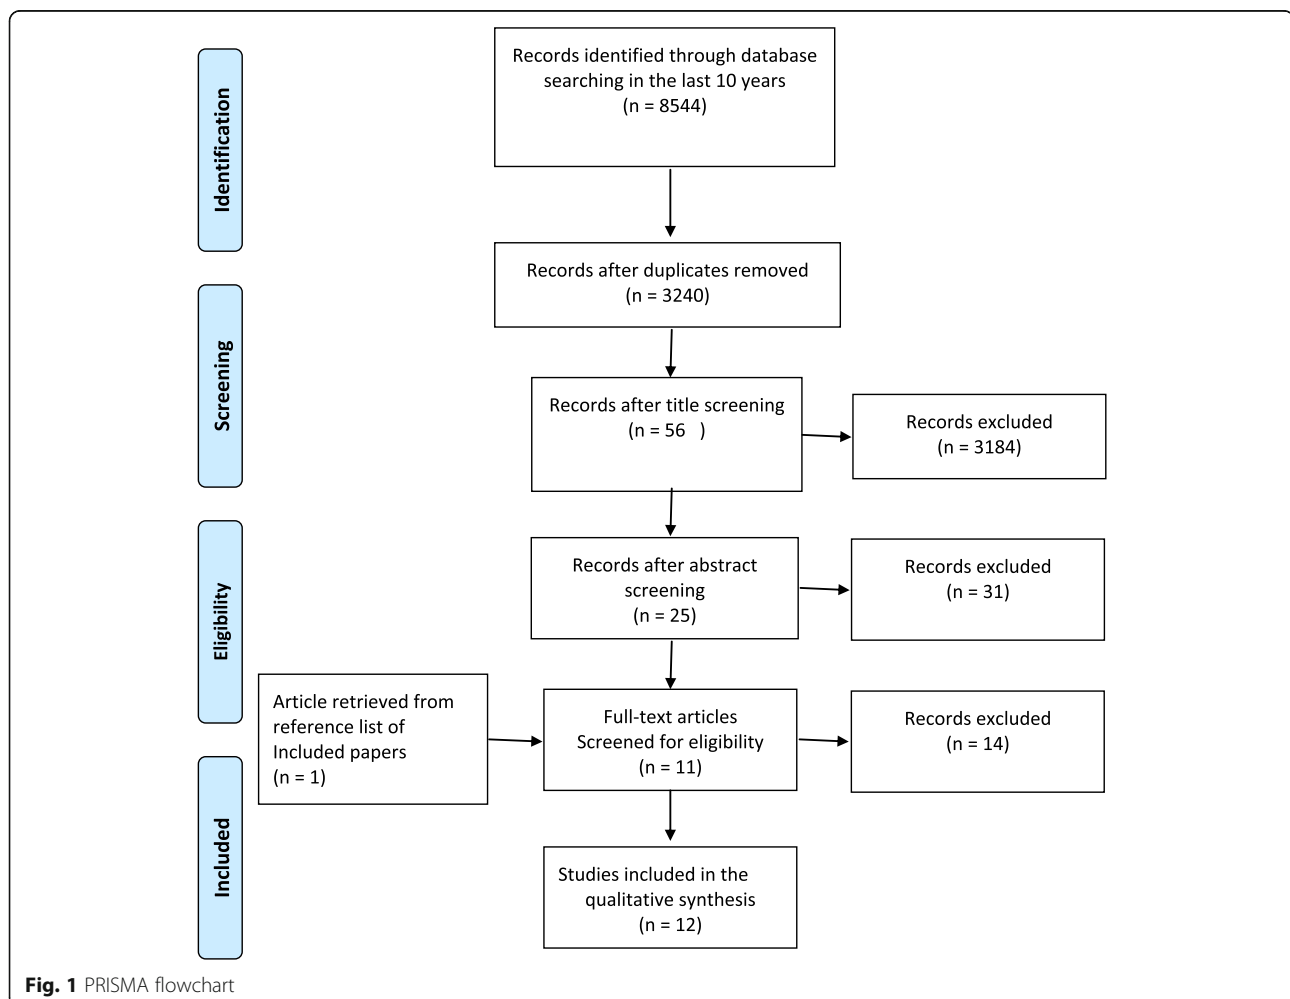 Identification
Records identified through database
searching in the last 10 years
(n = 8544)
Records after duplicates removed
(n = 3240)
Screening
Records after title screening
(n = 56   )
Records excluded
(n = 3184)
Eligibility
Records after abstract
screening
(n = 25)
Records excluded
(n = 31)
Article retrieved from
reference list of
Included papers
(n = 1)
Full-text articles
Screened for eligibility
(n = 11)
Records excluded
(n = 14)
Included
Studies included in the
qualitative synthesis
(n = 12)
Fig. 1 PRISMA flowchart